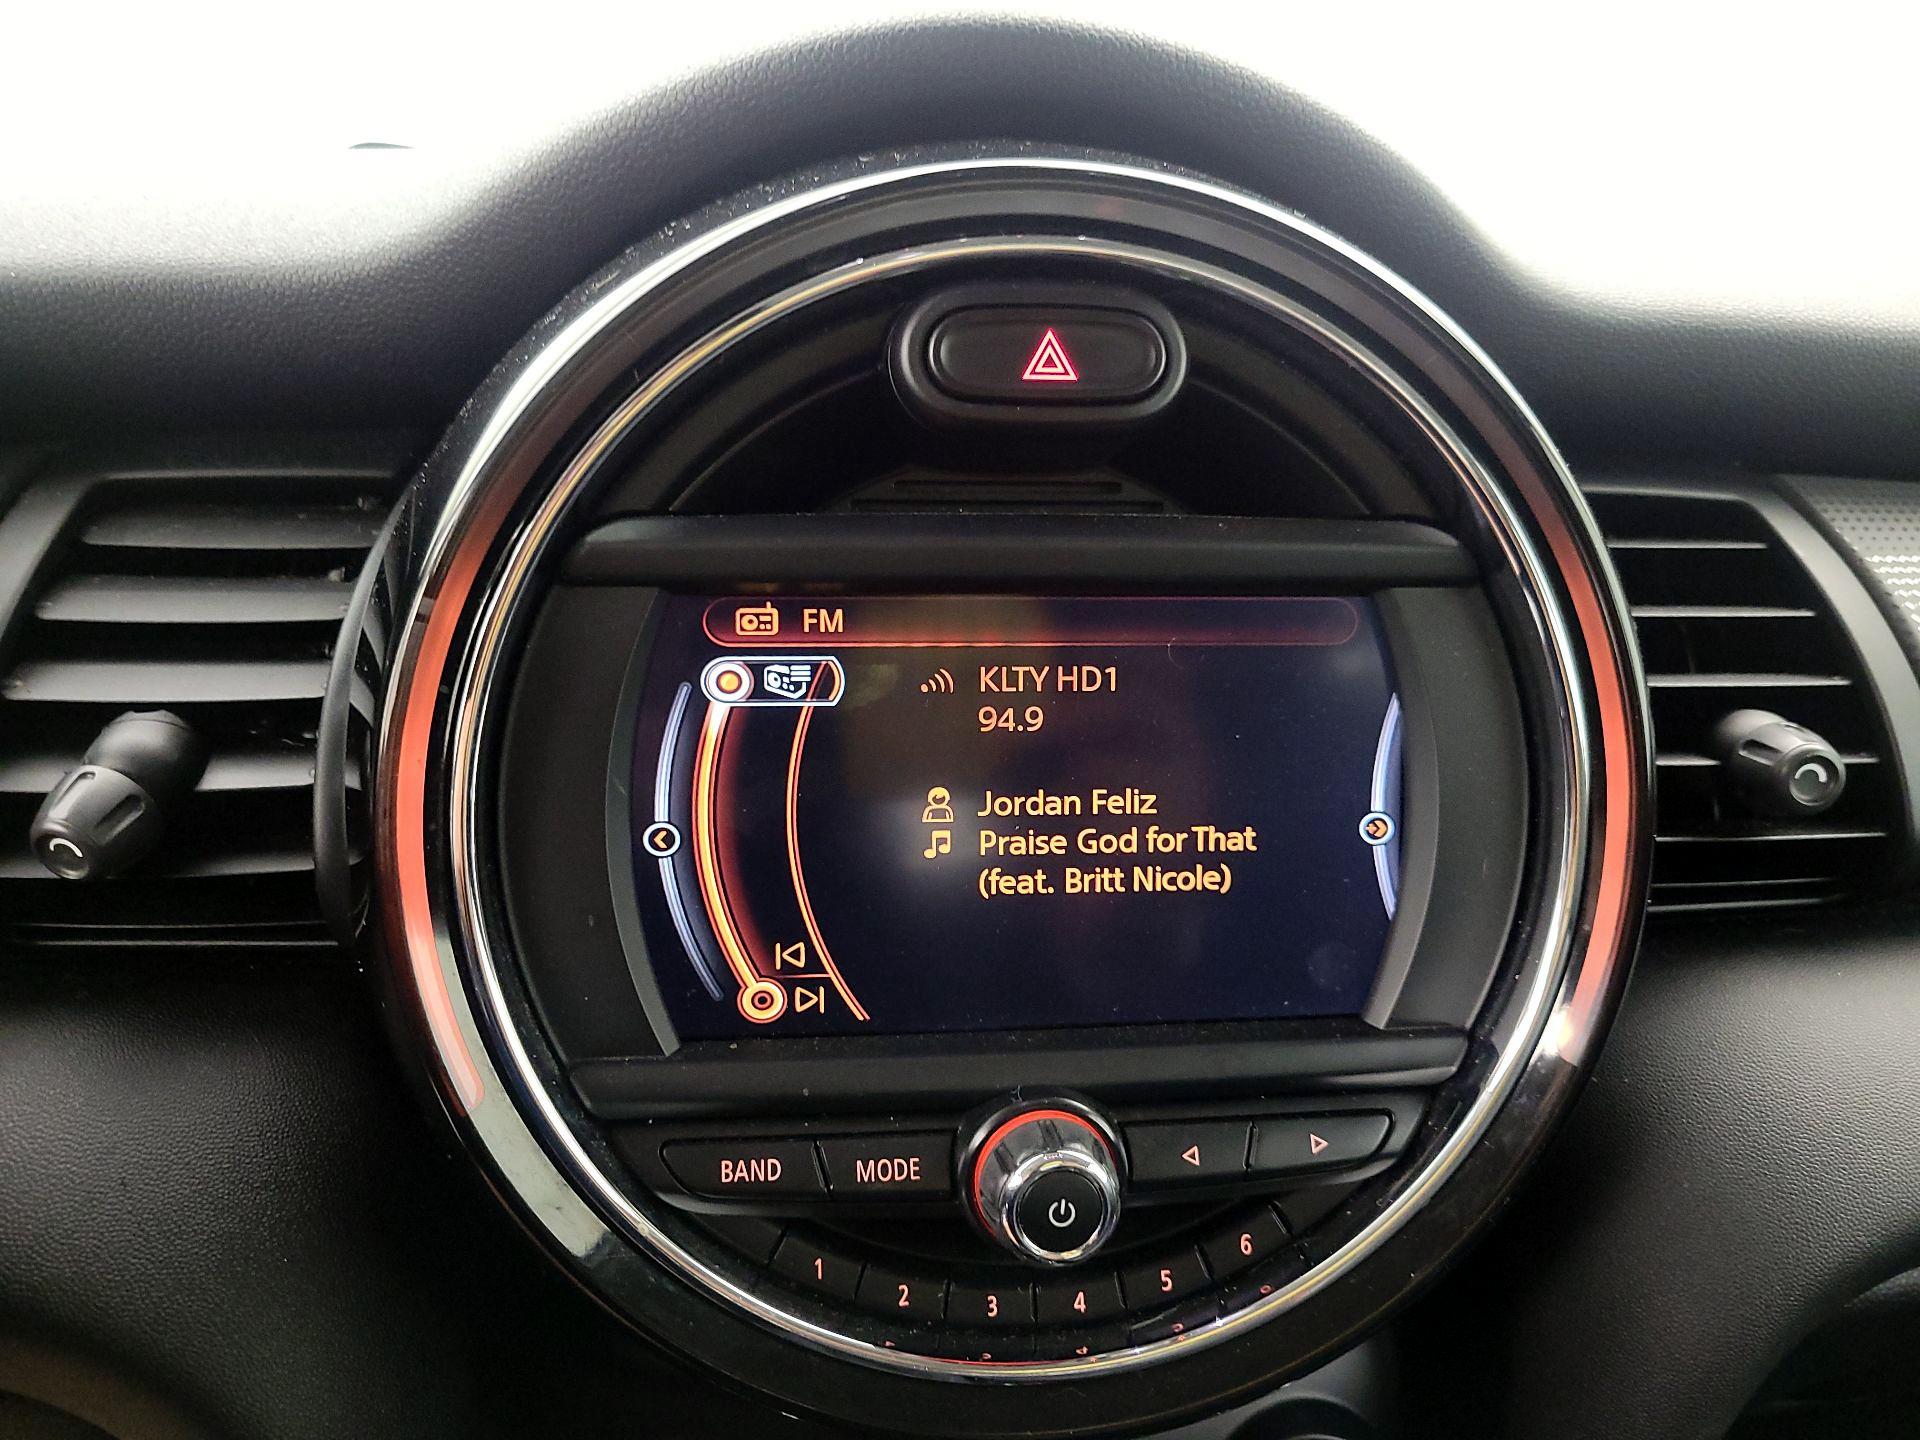 FM
KLTY HD1
94.9
Jordan Feliz
Praise God for That
(feat. Britt Nicole)
BAND
MODE
1
2
3
4
5
6